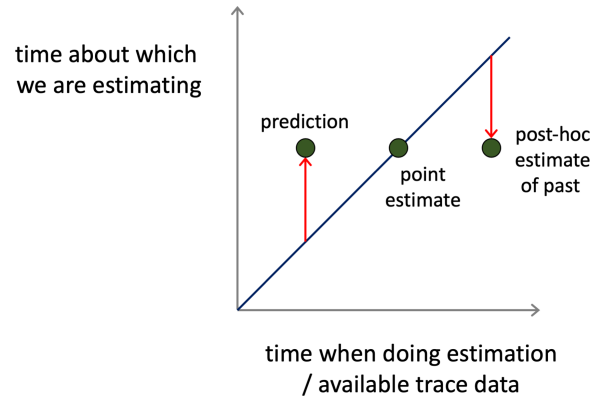 time about which
we are estimating
prediction
point
estimate
post-hoc
estimate
of past
time when doing estimation
/ available trace data